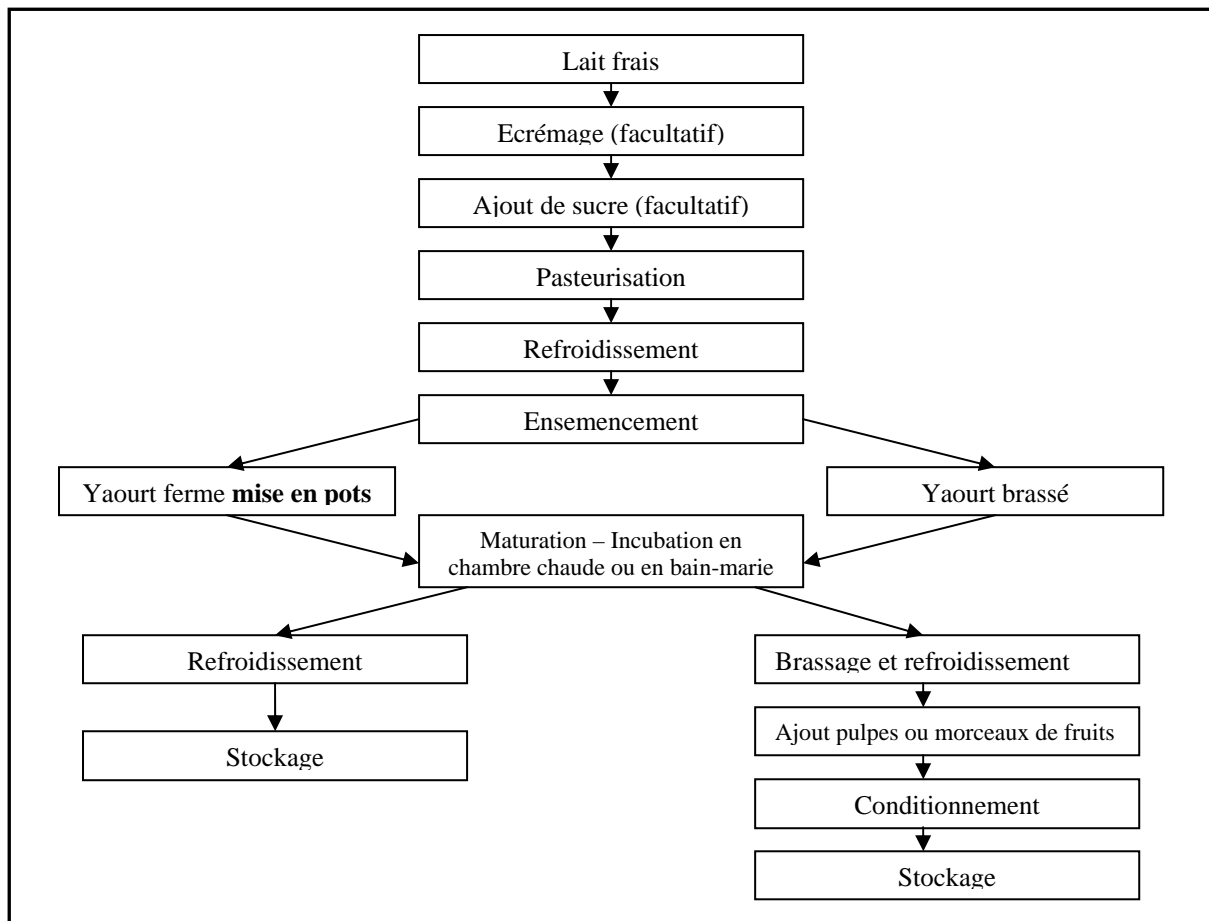 Lait frais
Ecrémage (facultatif)
Ajout de sucre (facultatif)
Pasteurisation
Refroidissement
Ensemencement
Yaourt ferme mise en pots
Yaourt brassé
Maturation – Incubation en
chambre chaude ou en bain-marie
Refroidissement
Brassage et refroidissement
Ajout pulpes ou morceaux de fruits
Stockage
Conditionnement
Stockage